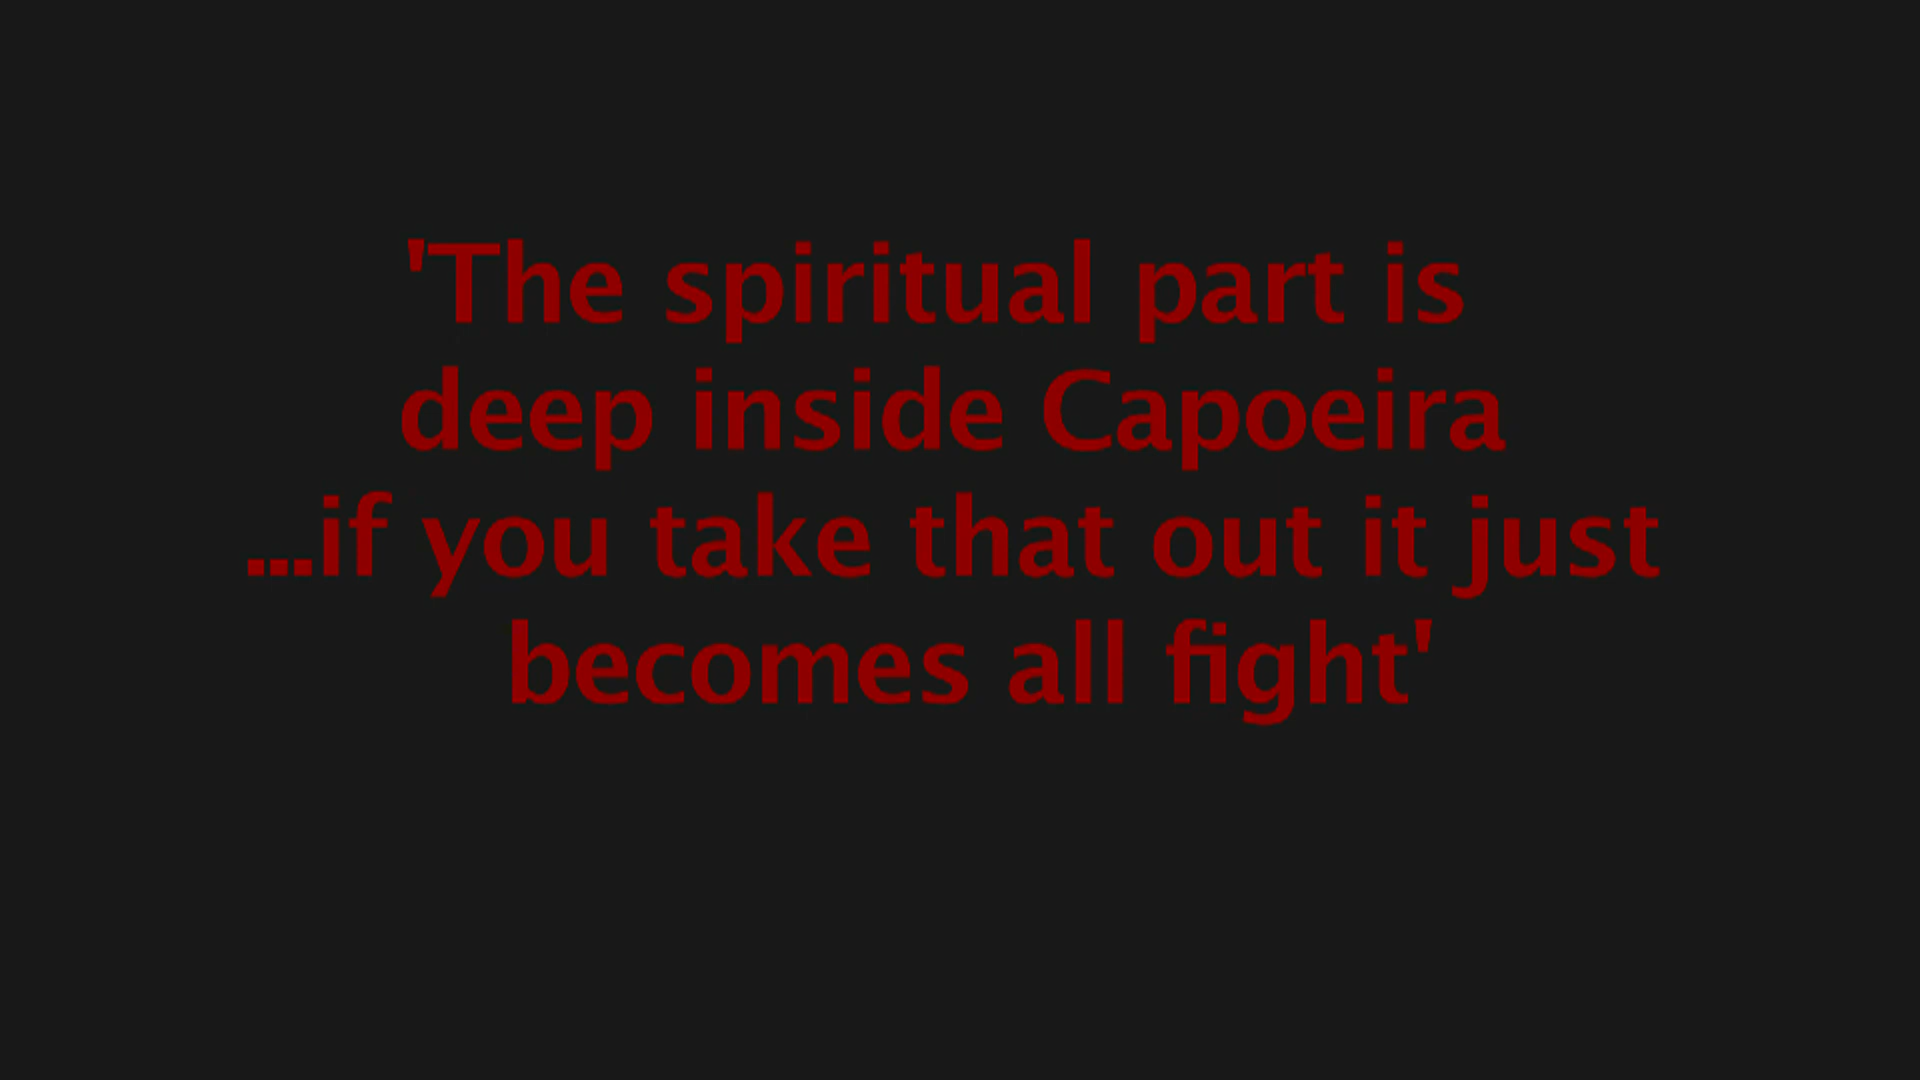 'The spiritual part is
deep inside Capoeira
...if you take that out it just
becomes all fight'